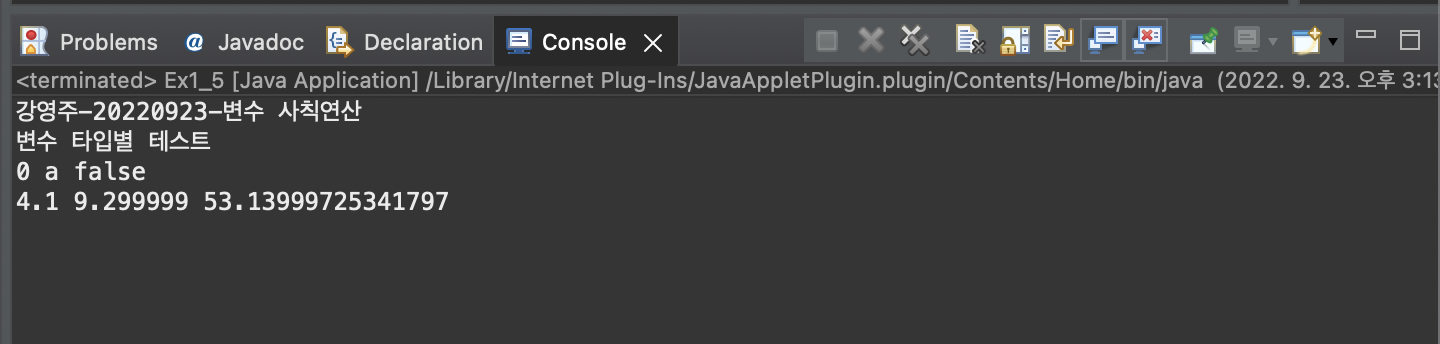 Problems Javadoc Declaration Console
<terminated> Ex1_5 [Java Application] /Library/Internet Plug-Ins/JavaAppletPlugin.plugin/Contents/Home/bin/java (2022. 9. 23. 오후 3:13
강영주-20220923-변수 사칙연산
변수 타입별 테스트
0 a false
4.1 9.299999 53.13999725341797